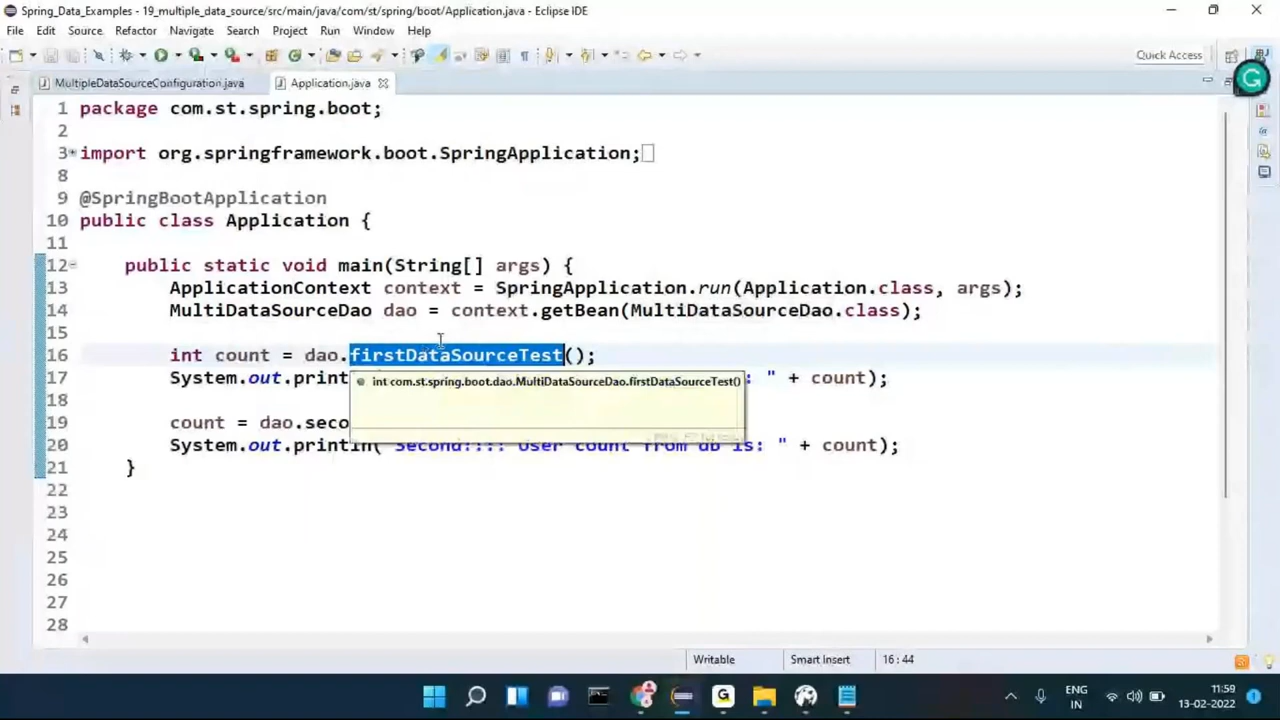 Spring_Data_Examples - 19_multiple_data_source/src/main/java/com/st/spring/boot/Application.java - Eclipse IDE
File Edit Source Refactor Navigate Search Project Run Window Help
Quick Access
MultipleDataSourceConfiguration.java Application.java
1 package com.st.spring.boot;
2
3 import org.springframework.boot.SpringApplication;
8
9 @SpringBootApplication
10 public class Application {
11
12 public static void main(String[] args) {
13 ApplicationContext context = SpringApplication.run(Application.class, args);
14 MultiDataSourceDao dao = context.getBean(MultiDataSourceDao.class);
15
16 int count = dao.firstDataSourceTest();
17 System.out.print : " + count);
int com.st.spring.boot.dao.MultiDataSourceDao.firstDataSourceTest()
18
19 count = dao.seco
20 System.out.println("Second:::: User count from db is: " + count);
21 }
22
23
24
25
26
27
28
Writable Smart Insert 16 : 44
ENG
IN
11:59
13-02-2022